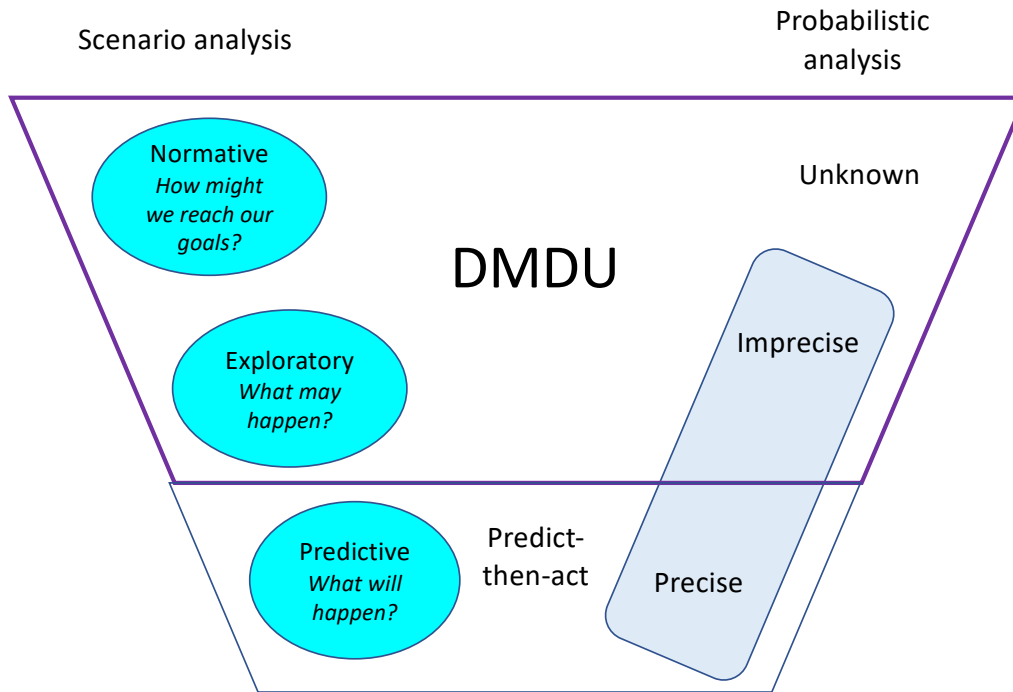 Scenario analysis
Probabilistic
analysis
Normative
How might
we reach our
goals?
Unknown
DMDU
Imprecise
Exploratory
What may
happen?
Predictive
What will
happen?
Predict-
then-act
Precise